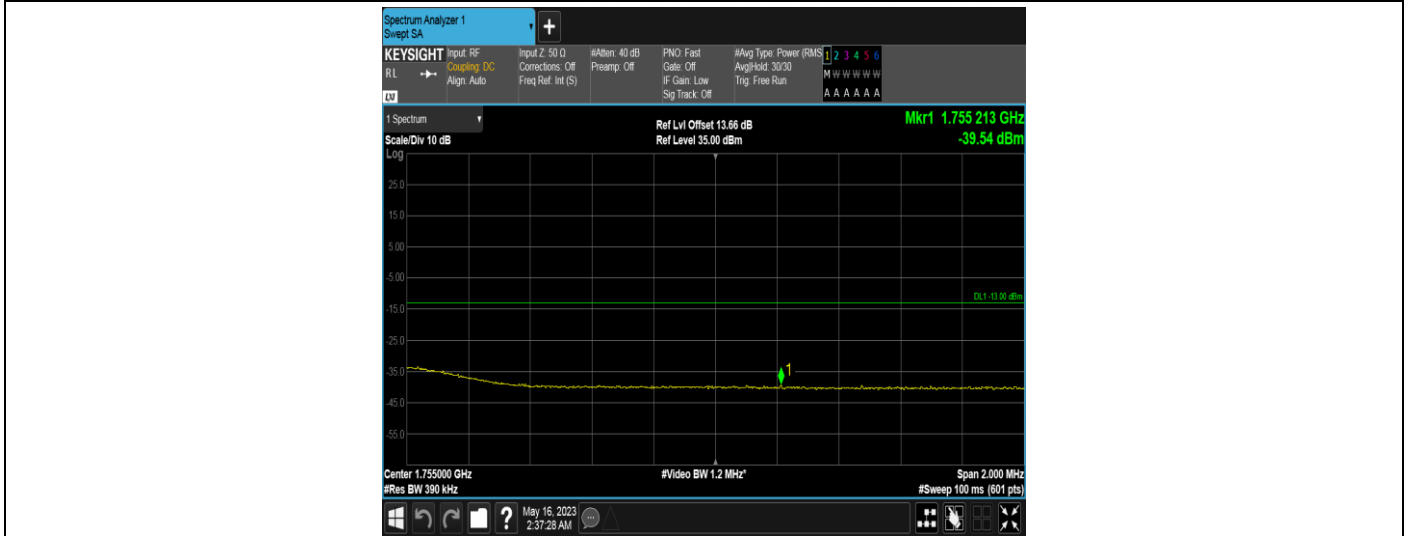 Spectrum Analyzer 1
Swept SA
+
KEYSIGHT
RL
LXI
Input: RF
Coupling: DC
Align: Auto
Input Z: 50 Ω
Corrections: Off
Freq Ref: Int (S)
#Atten: 40 dB
Preamp: Off
PNO: Fast
Gate: Off
IF Gain: Low
Sig Track: Off
#Avg Type: Power (RMS
Avg|Hold: 30/30
Trig: Free Run
1 2 3 4 5 6
M W W W W W
A A A A A A
1 Spectrum
Scale/Div 10 dB
Log
Ref Lvl Offset 13.66 dB
Ref Level 35.00 dBm
Mkr1 1.755 213 GHz
-39.54 dBm
25.0
15.0
5.00
-5.00
DL1 -13.00 dBm
-15.0
-25.0
-35.0
1
-45.0
-55.0
Center 1.755000 GHz
#Res BW 390 kHz
#Video BW 1.2 MHz*
Span 2.000 MHz
#Sweep 100 ms (601 pts)
?
May 16, 2023
2:37:28 AM